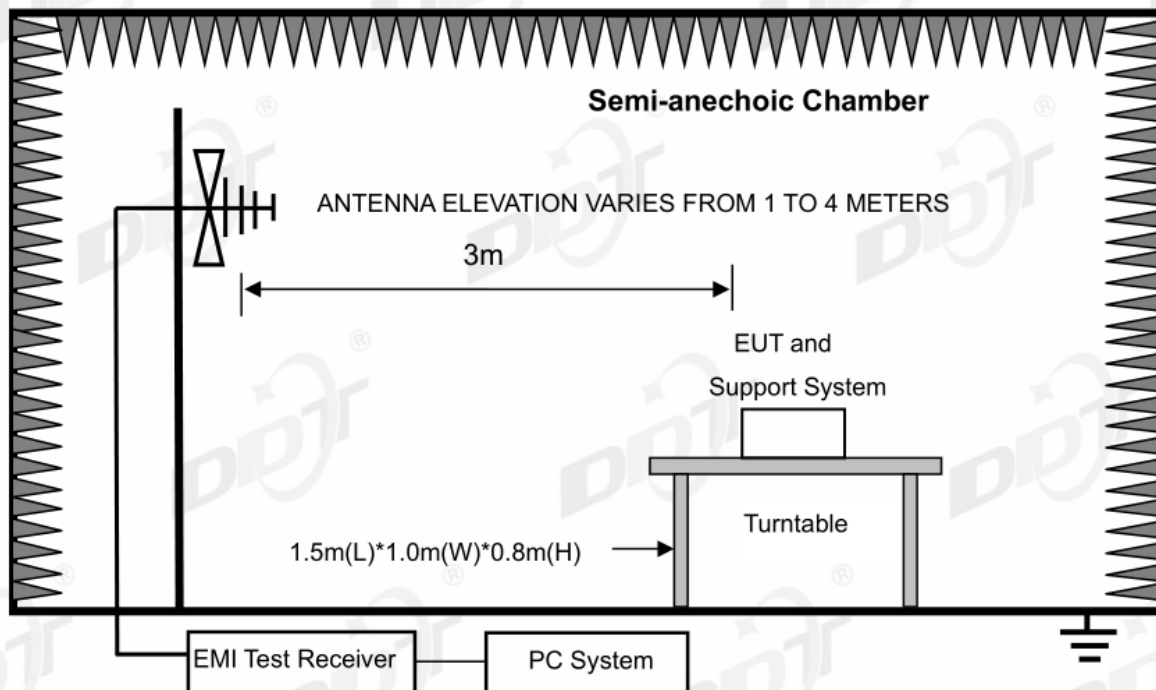 Semi-anechoic Chamber
ANTENNA ELEVATION VARIES FROM 1 TO 4 METERS
3m
EUT and
Support System
Turntable
1.5m(L)*1.0m(W)*0.8m(H)
EMI Test Receiver
PC System
DDT®